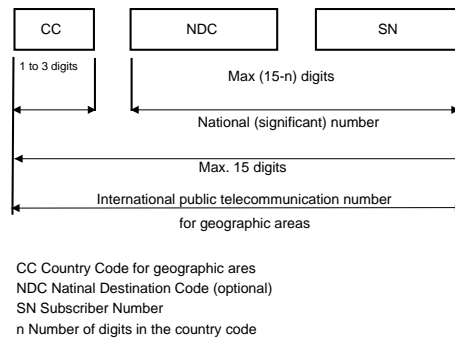 CC NDC SN
1 to 3 digits
Max (15-n) digits
National (significant) number
Max. 15 digits
International public telecommunication number
for geographic areas
CC Country Code for geographic ares
NDC Natinal Destination Code (optional)
SN Subscriber Number
n Number of digits in the country code